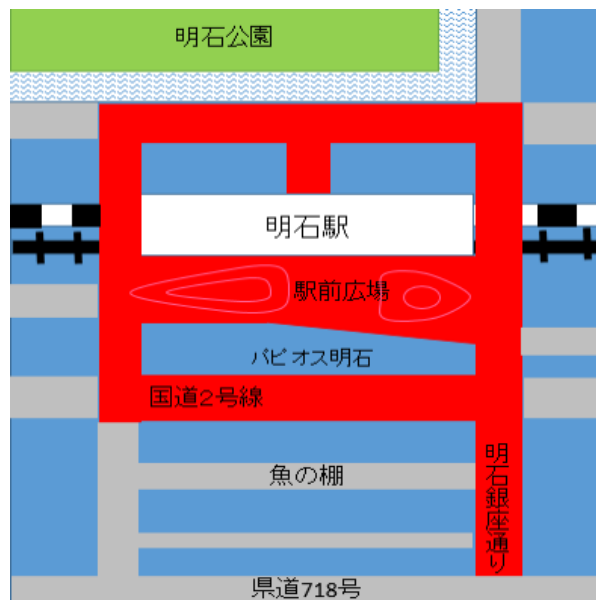 明石公園
明石駅
駅前広場
パピオス明石
国道2号線
魚の棚
明石銀座通り
県道718号